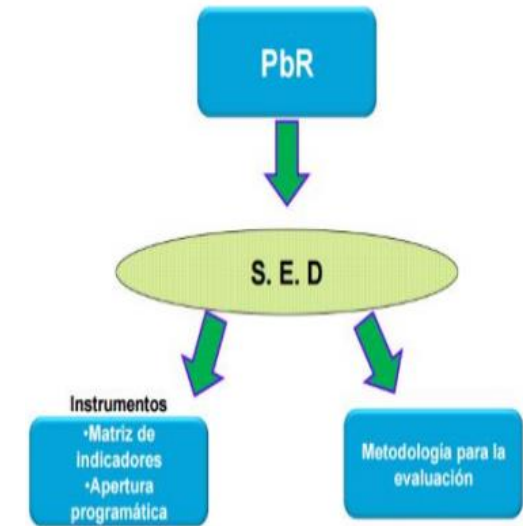 PbR
S. E. D
Instrumentos
•Matriz de
indicadores
•Apertura
programática
Metodología para la
evaluación